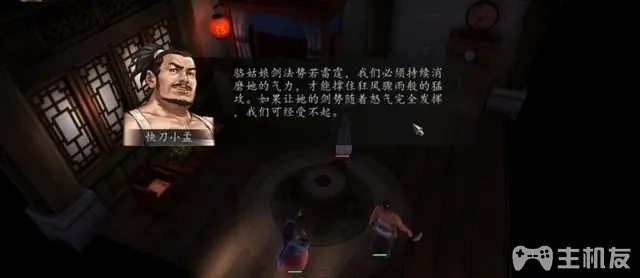 骆姑娘剑法势若雷霆，我们必须持续消
磨她的气力，才能撑住狂风骤雨般的猛
攻。如果让她的剑势随着怒气完全发挥
，我们可经受不起。
快刀小孟
主机友